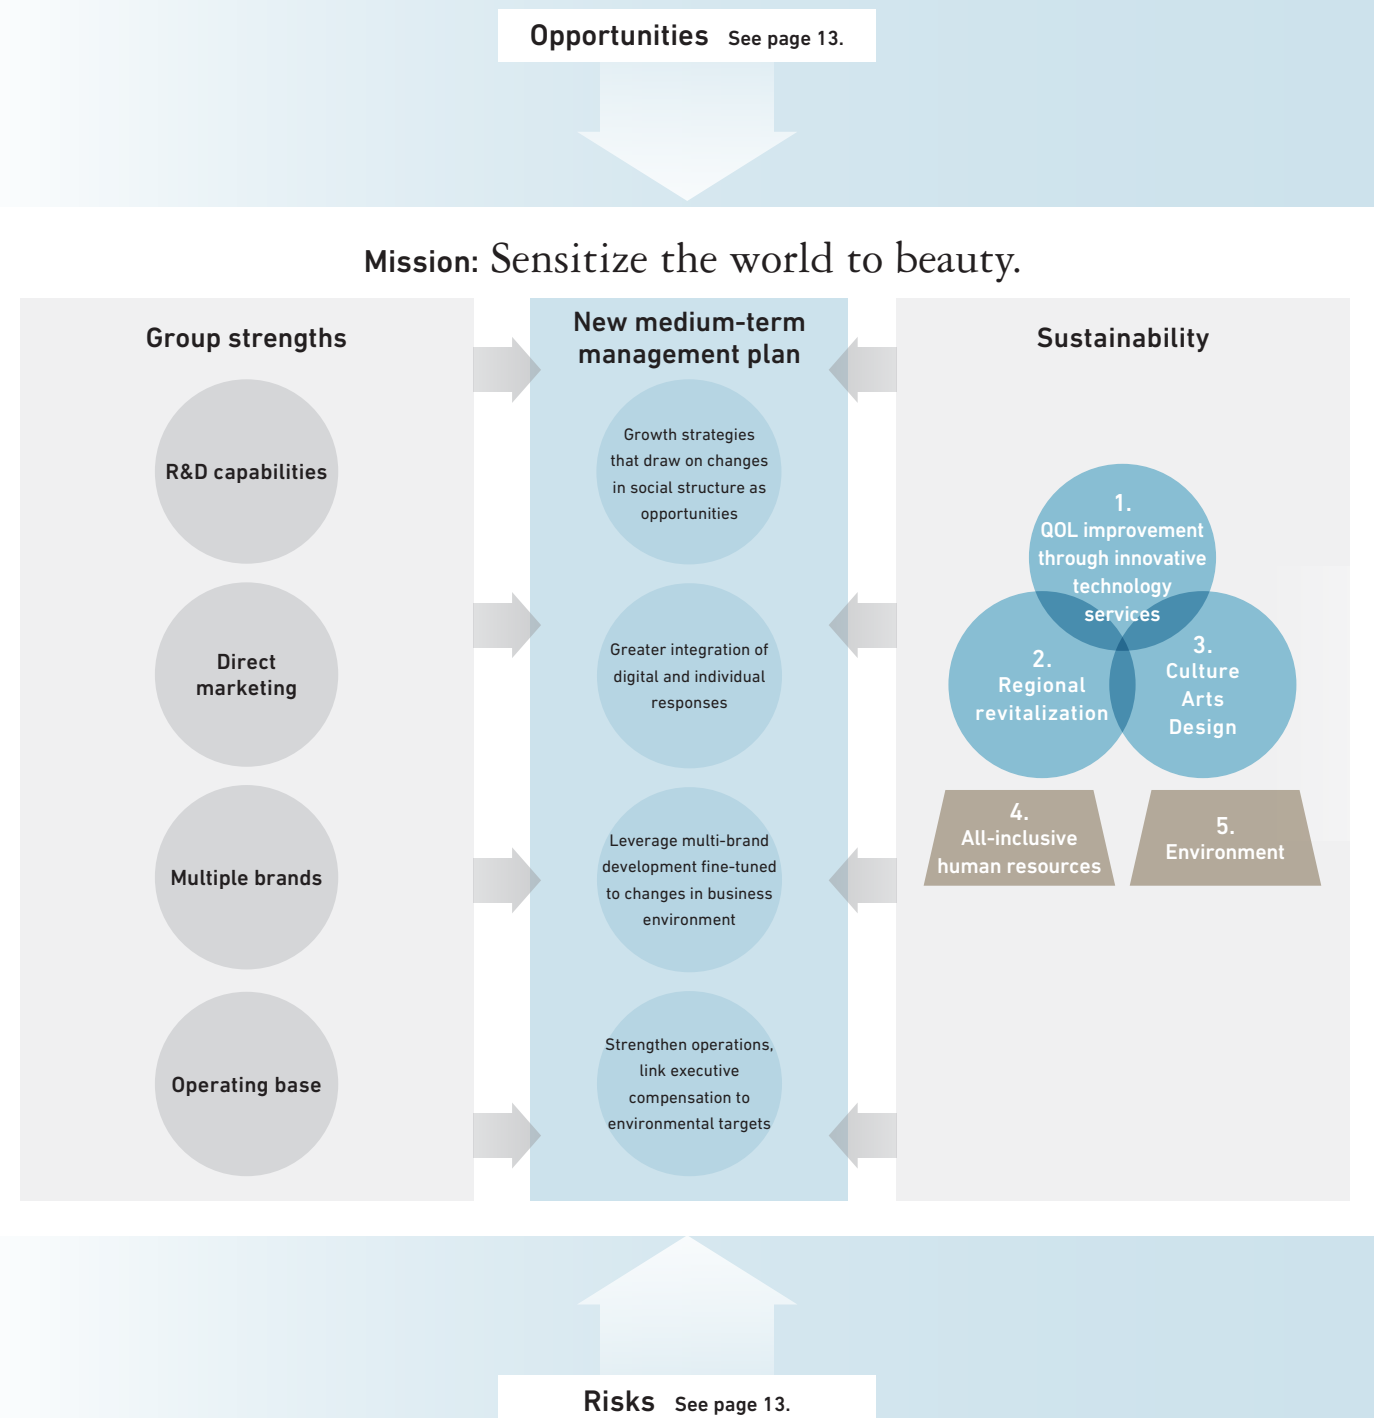 Opportunities See page 13.
Mission: Sensitize the world to beauty.
Group strengths
R&D capabilities
Direct
marketing
Multiple brands
Operating base
New medium-term
management plan
Growth strategies
that draw on changes
in social structure as
opportunities
Greater integration of
digital and individual
responses
Leverage multi-brand
development fine-tuned
to changes in business
environment
Strengthen operations,
link executive
compensation to
environmental targets
Sustainability
1.
QOL improvement
through innovative
technology
services
2.
Regional
revitalization
3.
Culture
Arts
Design
4.
All-inclusive
human resources
5.
Environment
Risks See page 13.